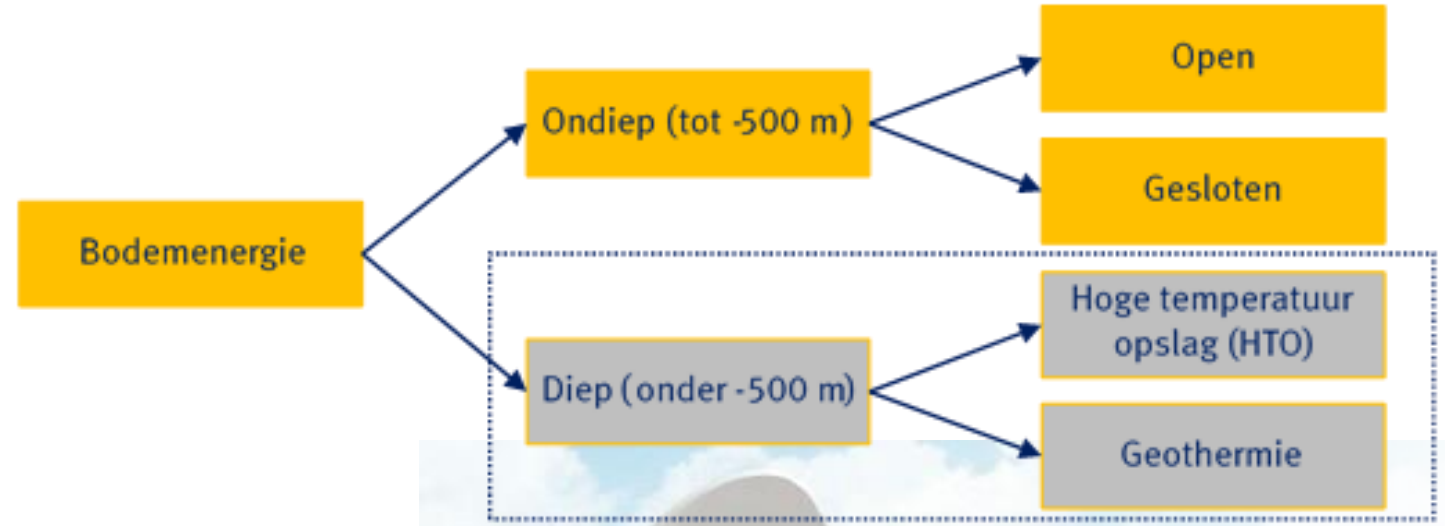 Open
Ondiep (tot -500 m)
Gesloten
Bodemenergie
Hoge temperatuur
opslag (HTO)
Diep (onder -500 m)
Geothermie